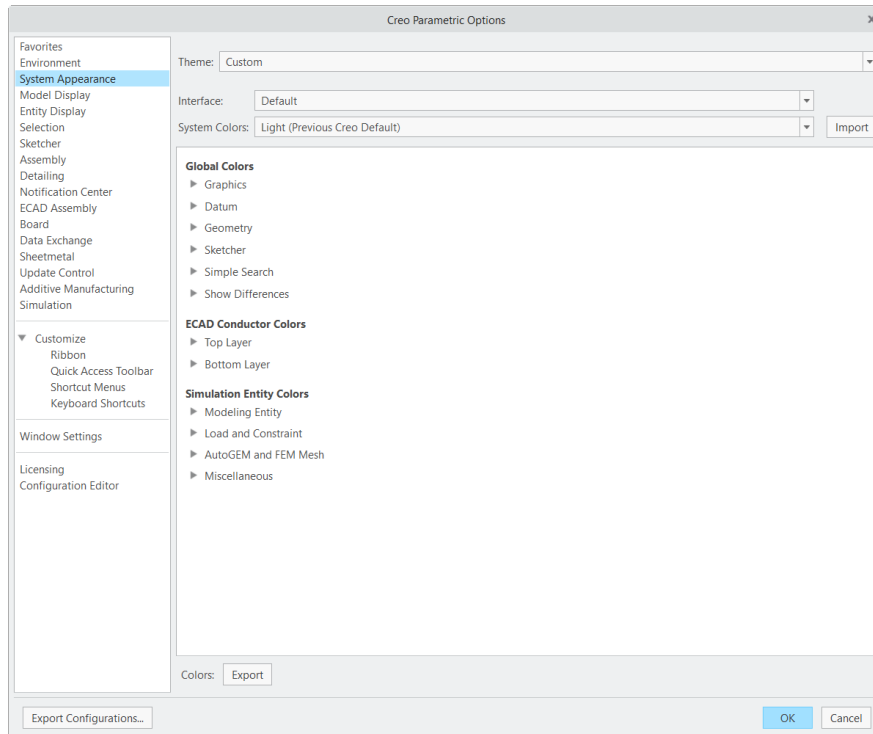 Creo Parametric Options
Favorites
Environment
System Appearance
Model Display
Entity Display
Selection
Sketcher
Assembly
Detailing
Notification Center
ECAD Assembly
Board
Data Exchange
Sheetmetal
Update Control
Additive Manufacturing
Simulation
Customize
Ribbon
Quick Access Toolbar
Shortcut Menus
Keyboard Shortcuts
Window Settings
Licensing
Configuration Editor
Theme: Custom
Interface: Default
System Colors: Light (Previous Creo Default) Import
Global Colors
Graphics
Datum
Geometry
Sketcher
Simple Search
Show Differences
ECAD Conductor Colors
Top Layer
Bottom Layer
Simulation Entity Colors
Modeling Entity
Load and Constraint
AutoGEM and FEM Mesh
Miscellaneous
Colors: Export
Export Configurations... OK Cancel